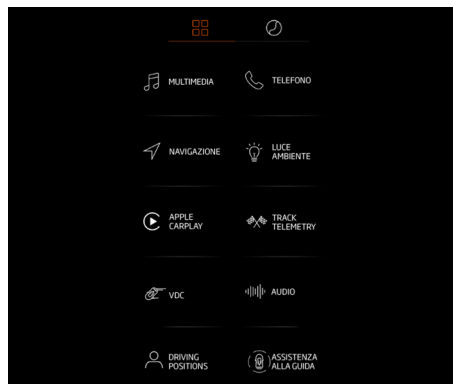 MULTIMEDIA
TELEFONO
NAVIGAZIONE
LUCE
AMBIENTE
APPLE
CARPLAY
TRACK
TELEMETRY
VDC
AUDIO
DRIVING
POSITIONS
ASSISTENZA
ALLA GUIDA